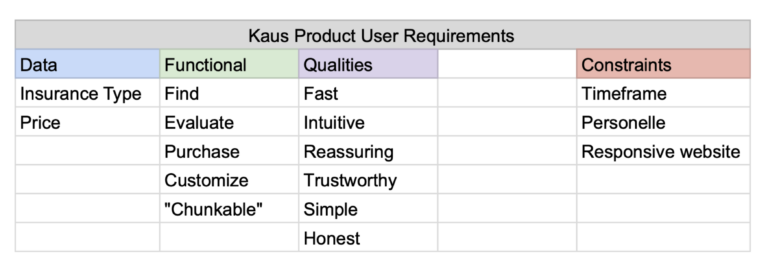 Kaus Product User Requirements
Data Functional Qualities Constraints
Insurance Type Find Fast Timeframe
Price Evaluate Intuitive Personelle
Purchase Reassuring Responsive website
Customize Trustworthy
"Chunkable" Simple
Honest